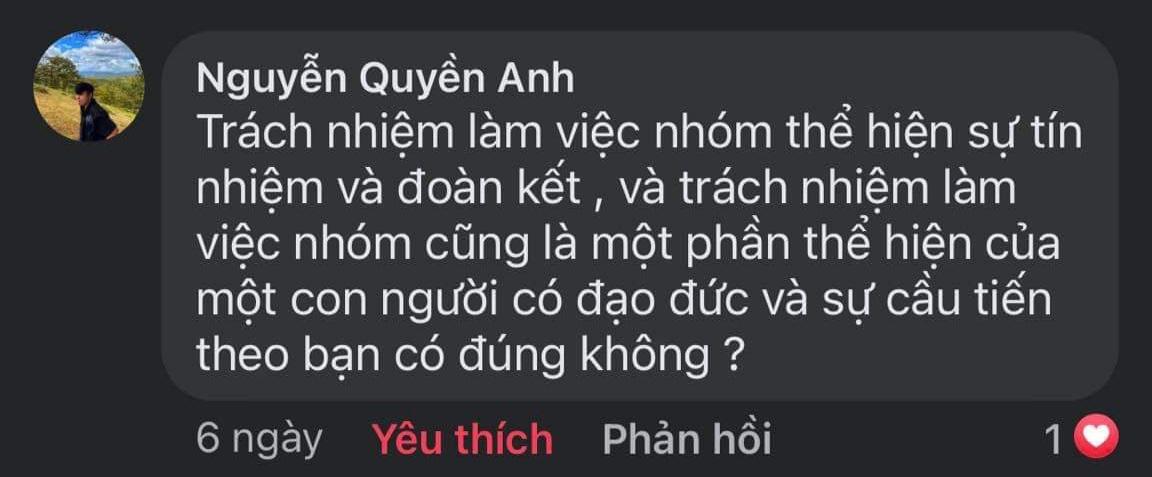 Nguyễn Quyền Anh
Trách nhiệm làm việc nhóm thể hiện sự tín
nhiệm và đoàn kết , và trách nhiệm làm
việc nhóm cũng là một phần thể hiện của
một con người có đạo đức và sự cầu tiến
theo bạn có đúng không ?
6 ngày Yêu thích Phản hồi 1